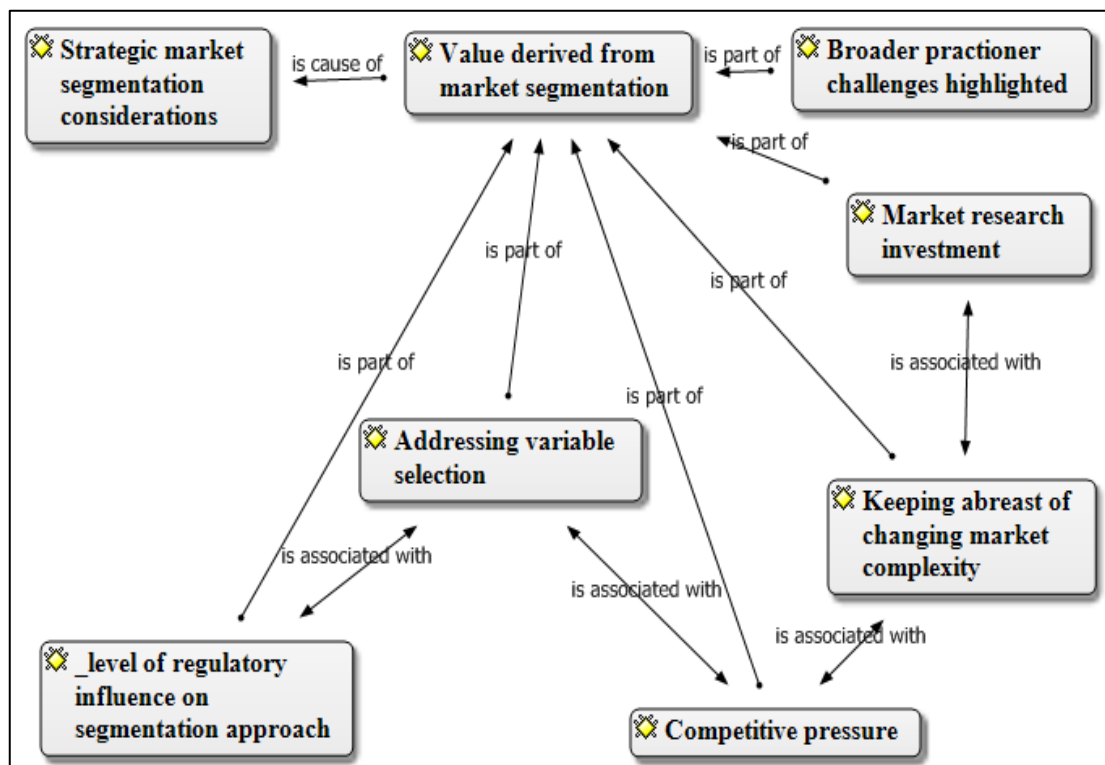 Strategic market
segmentation
considerations
is cause of
Value derived from
market segmentation
is part of
Broader practioner
challenges highlighted
is part of
Market research
investment
is part of
is part of
is part of
is part of
is associated with
Addressing variable
selection
Keeping abreast of
changing market
complexity
is associated with
is associated with
is associated with
_level of regulatory
influence on
segmentation approach
Competitive pressure